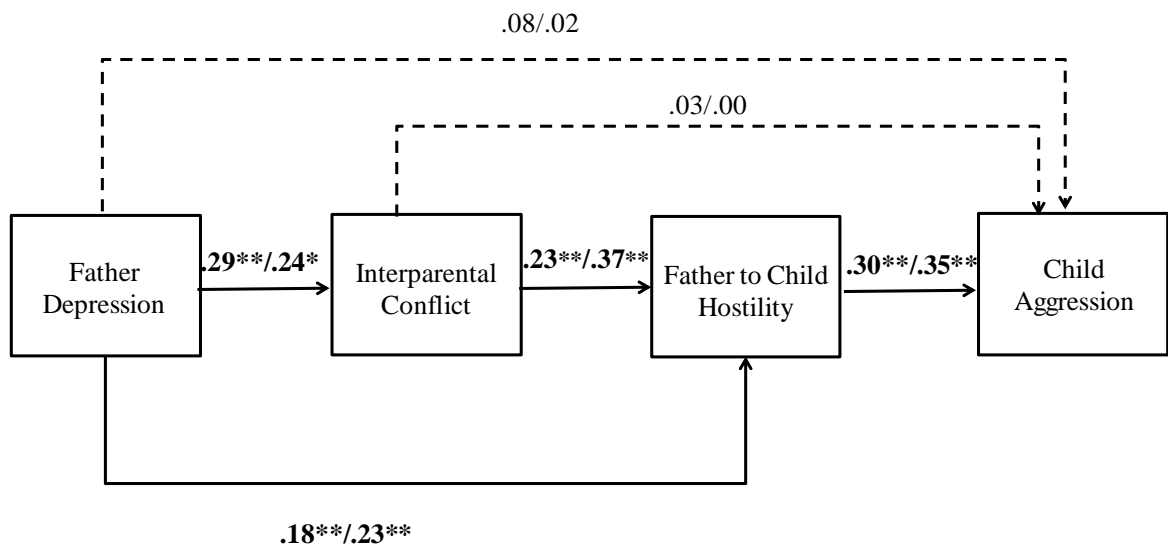 .08/.02
.03/.00
Father
Depression
.29**/.24*
Interparental
Conflict
.23**/.37**
Father to Child
Hostility
.30**/.35**
Child
Aggression
.18**/.23**